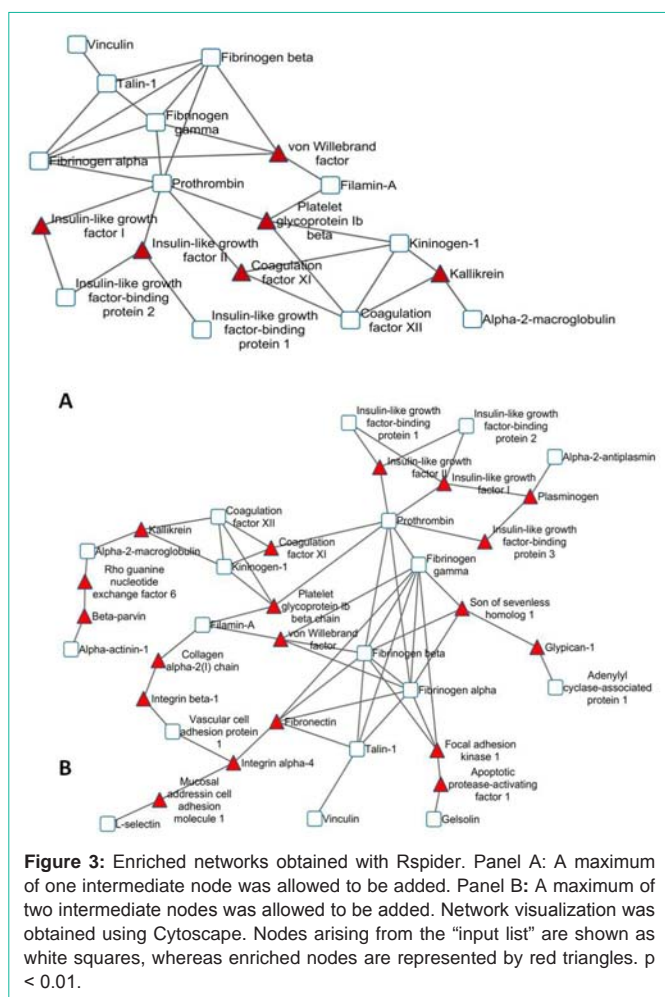 Vinculin
Fibrinogen beta
Talin-1
Fibrinogen
gamma
von Willebrand
factor
Fibrinogen alpha
Prothrombin
Filamin-A
Platelet
glycoprotein Ib
beta
Insulin-like growth
factor I
Insulin-like growth
factor II
Kininogen-1
Coagulation
factor XI
Kallikrein
Insulin-like growth
factor-binding
protein 2
Insulin-like growth
factor-binding
protein 1
Coagulation
factor XII
Alpha-2-macroglobulin
A
Insulin-like growth
factor-binding
protein 1
Insulin-like growth
factor-binding
protein 2
Insulin-like growth
factor II
Insulin-like growth
factor I
Alpha-2-antiplasmin
Plasminogen
Coagulation
factor XII
Kallikrein
Prothrombin
Coagulation
factor XI
Insulin-like growth
factor-binding
protein 3
Alpha-2-macroglobulin
Kininogen-1
Fibrinogen
gamma
Rho guanine
nucleotide
exchange factor 6
Platelet
glycoprotein Ib
beta chain
Son of sevenless
homolog 1
Beta-parvin
Filamin-A
von Willebrand
factor
Alpha-actinin-1
Collagen
alpha-2(I) chain
Fibrinogen beta
Glypican-1
Fibrinogen alpha
Adenylyl
cyclase-associated
protein 1
Integrin beta-1
Vascular cell
adhesion protein
1
Fibronectin
Talin-1
Focal adhesion
kinase 1
B
Integrin alpha-4
Mucosal
addressin cell
adhesion
molecule 1
Apoptotic
protease-activating
factor 1
L-selectin
Vinculin
Gelsolin
Figure 3: Enriched networks obtained with Rspider. Panel A: A maximum
of one intermediate node was allowed to be added. Panel B: A maximum of
two intermediate nodes was allowed to be added. Network visualization was
obtained using Cytoscape. Nodes arising from the “input list” are shown as
white squares, whereas enriched nodes are represented by red triangles. p
< 0.01.